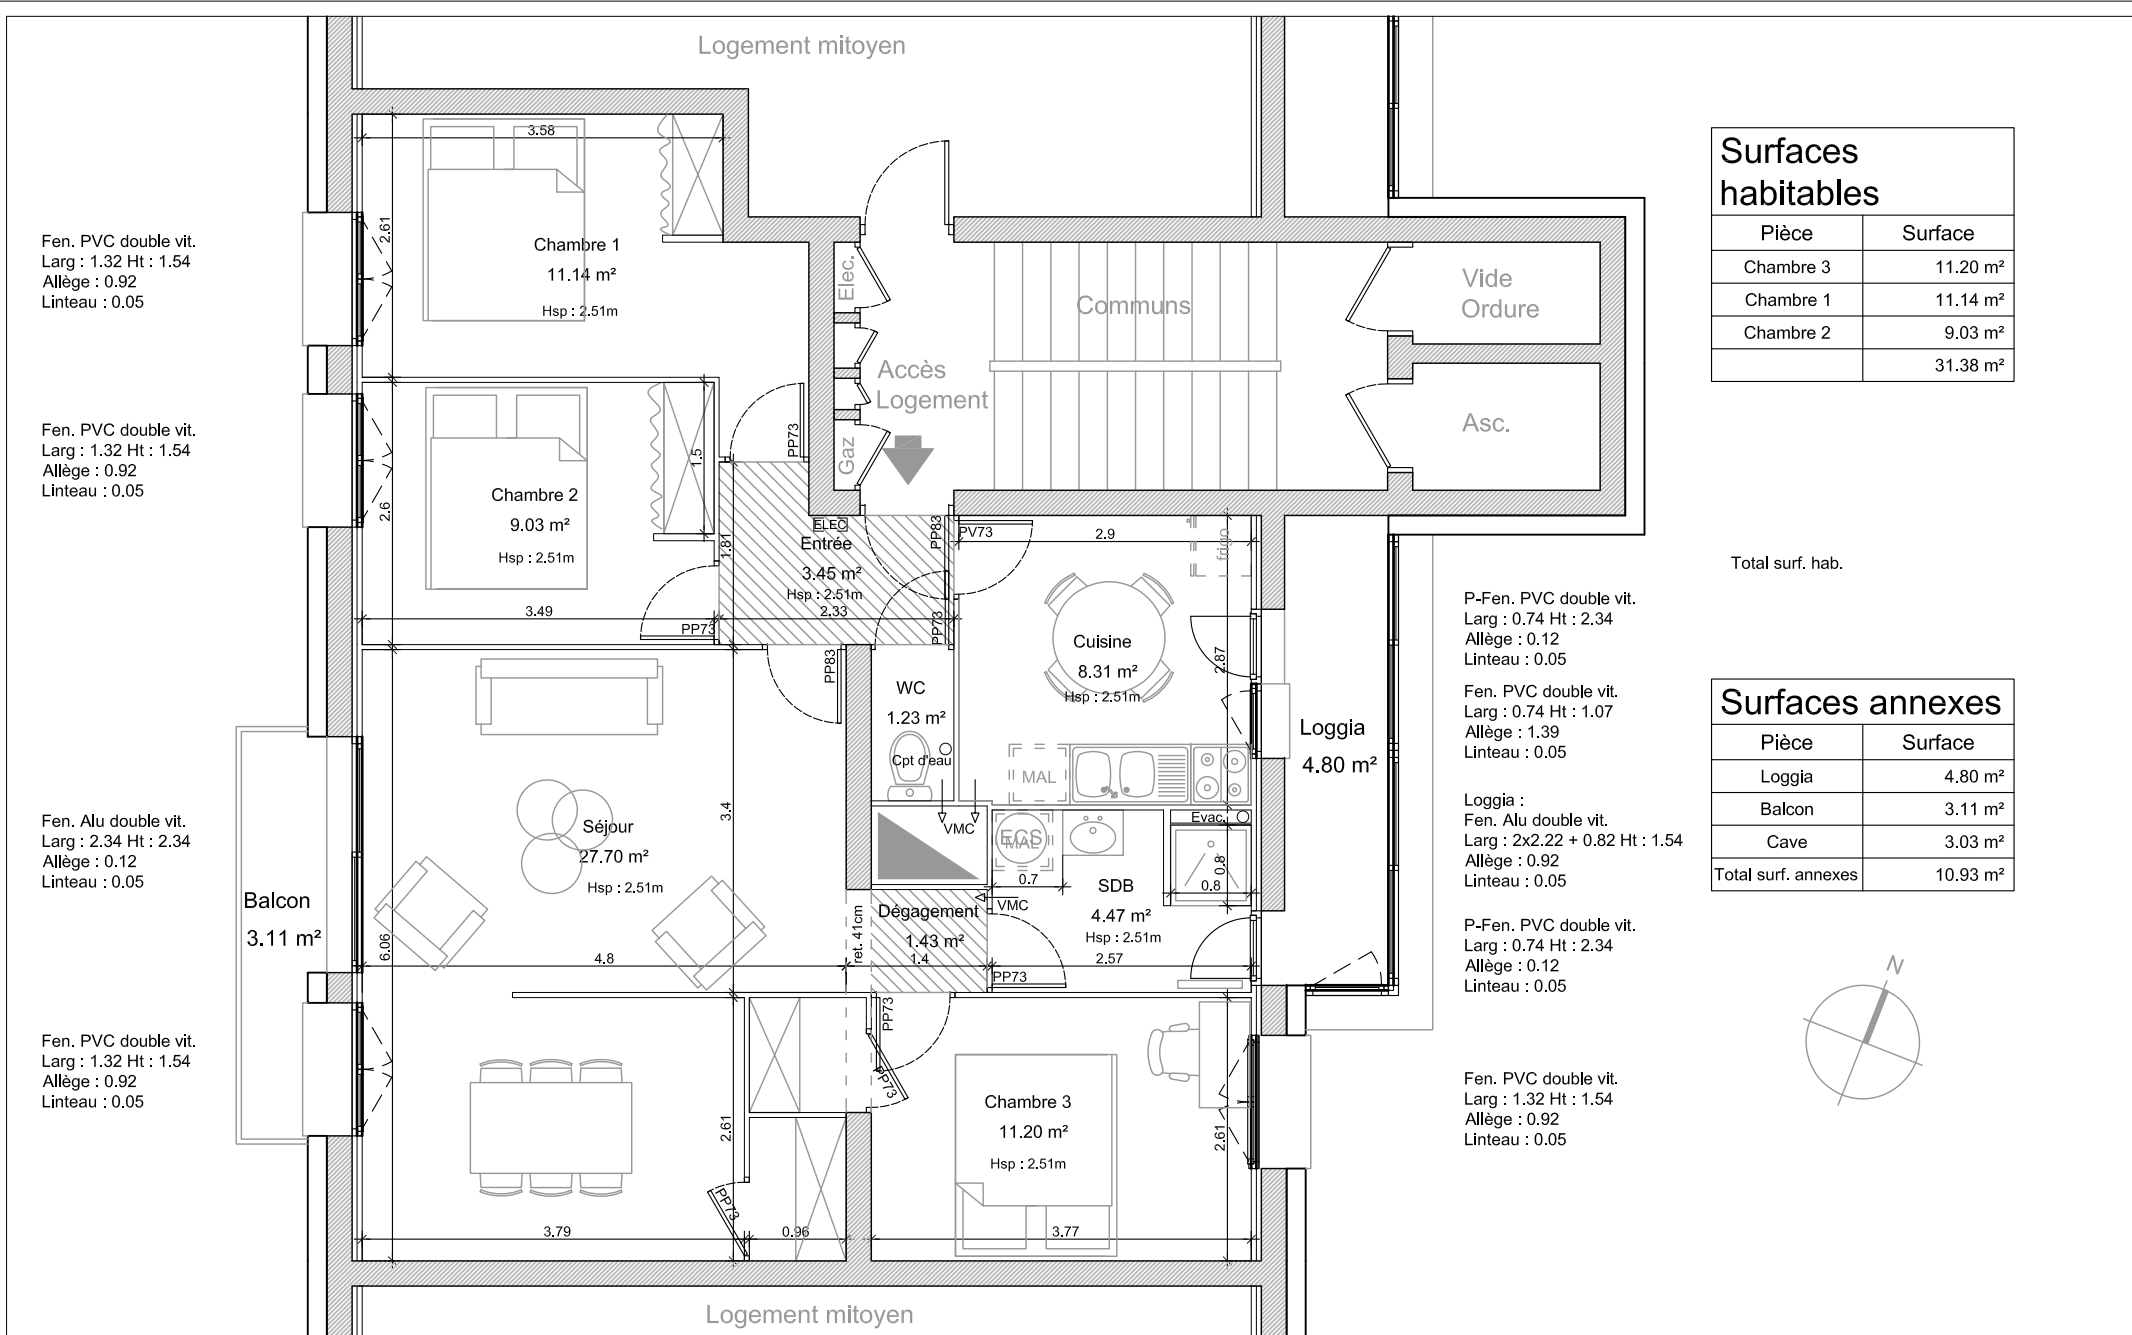 Logement mitoyen
3.58
2.61
Chambre 1
11.14 m²
Hsp : 2.51m
Fen. PVC double vit.
Larg : 1.32 Ht : 1.54
Allège : 0.92
Linteau : 0.05
Fen. PVC double vit.
Larg : 1.32 Ht : 1.54
Allège : 0.92
Linteau : 0.05
Chambre 2
9.03 m²
Hsp : 2.51m
2.6
1.5
3.49
PP73
PP73
1.81
ELEC
Entrée
3.45 m²
Hsp : 2.51m
2.33
PP83
PP73
PP83
Elec.
Gaz
Accès
Logement
Communs
Vide
Ordure
Asc.
PV73
2.9
frigo
Cuisine
8.31 m²
Hsp : 2.51m
2.87
MAL
WC
1.23 m²
Cpt d'eau
VMC
ECS
MAL
Evac.
0.7
0.8
0.8
SDB
4.47 m²
Hsp : 2.51m
VMC
Dégagement
1.43 m²
ret. 41cm
1.4
2.57
PP73
Loggia
4.80 m²
Séjour
27.70 m²
Hsp : 2.51m
3.4
6.06
4.8
Balcon
3.11 m²
Fen. Alu double vit.
Larg : 2.34 Ht : 2.34
Allège : 0.12
Linteau : 0.05
Fen. PVC double vit.
Larg : 1.32 Ht : 1.54
Allège : 0.92
Linteau : 0.05
PP73
PP73
PP73
2.61
3.79
0.96
Chambre 3
11.20 m²
Hsp : 2.51m
2.61
3.77
Logement mitoyen
Surfaces
habitables
Pièce Surface
Chambre 3 11.20 m²
Chambre 1 11.14 m²
Chambre 2 9.03 m²
31.38 m²
Total surf. hab.
P-Fen. PVC double vit.
Larg : 0.74 Ht : 2.34
Allège : 0.12
Linteau : 0.05
Fen. PVC double vit.
Larg : 0.74 Ht : 1.07
Allège : 1.39
Linteau : 0.05
Loggia :
Fen. Alu double vit.
Larg : 2x2.22 + 0.82 Ht : 1.54
Allège : 0.92
Linteau : 0.05
P-Fen. PVC double vit.
Larg : 0.74 Ht : 2.34
Allège : 0.12
Linteau : 0.05
Fen. PVC double vit.
Larg : 1.32 Ht : 1.54
Allège : 0.92
Linteau : 0.05
Surfaces annexes
Pièce Surface
Loggia 4.80 m²
Balcon 3.11 m²
Cave 3.03 m²
Total surf. annexes 10.93 m²
N